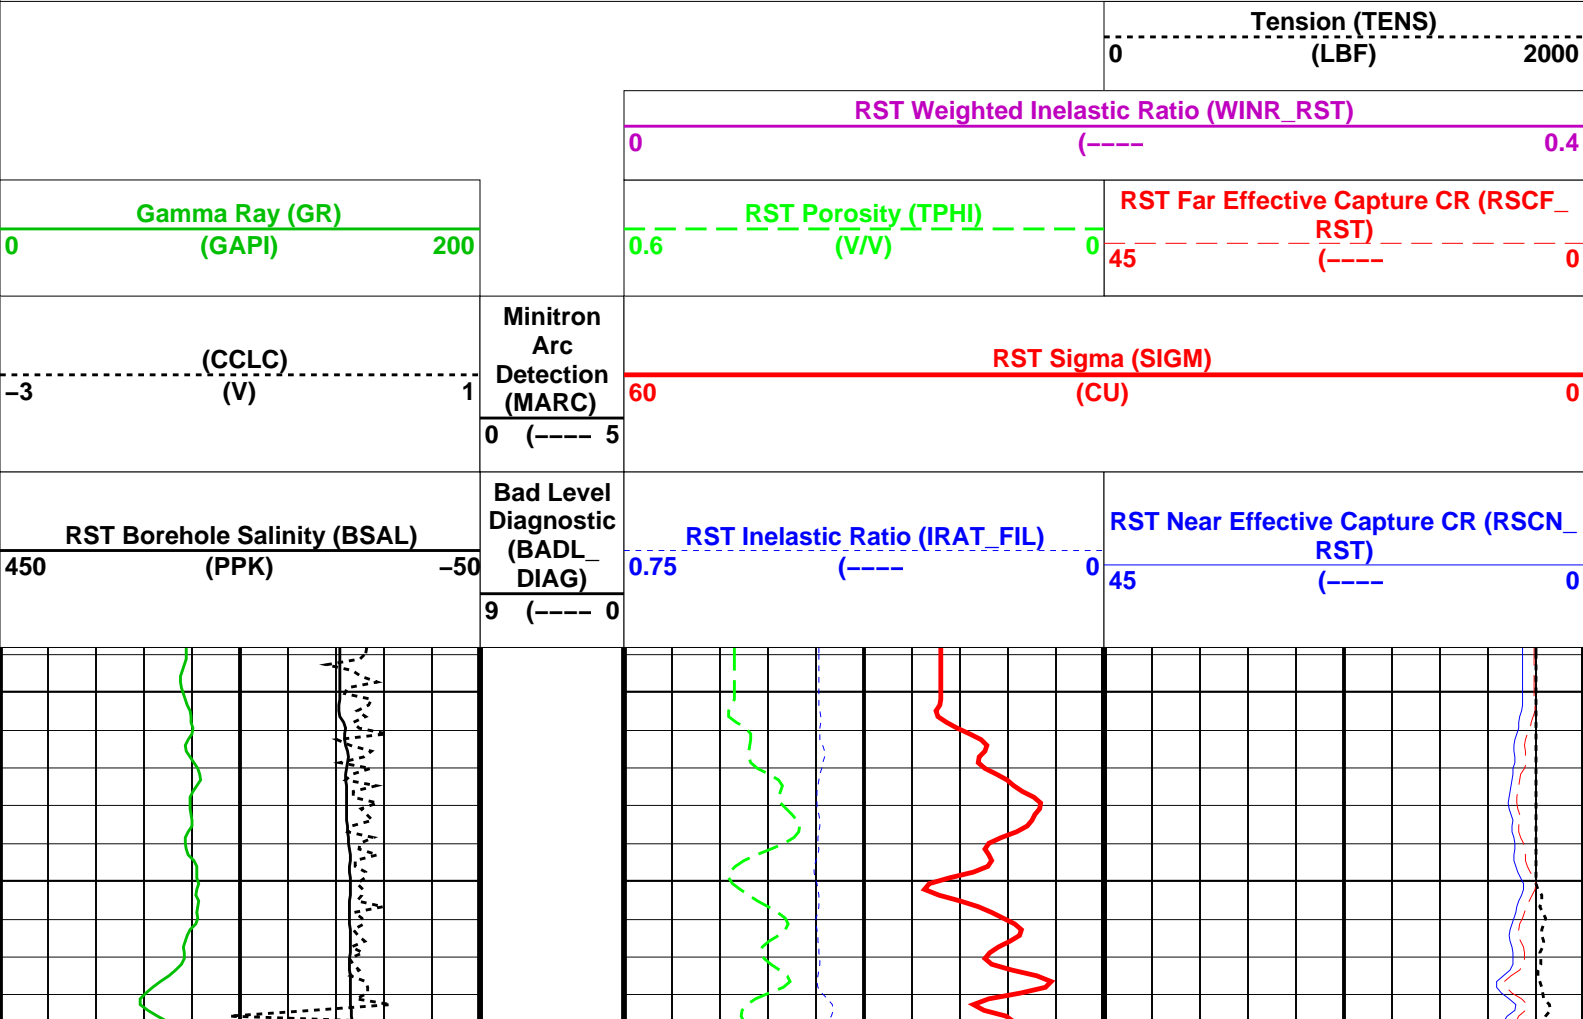 Tension (TENS)
0 (LBF) 2000
RST Weighted Inelastic Ratio (WINR_RST)
0 (---- 0.4
Gamma Ray (GR)
0 (GAPI) 200
RST Porosity (TPHI)
0.6 (V/V) 0
RST Far Effective Capture CR (RSCF_
RST)
45 (---- 0
(CCLC)
-3 (V) 1
Minitron
Arc
Detection
(MARC)
0 (---- 5
RST Sigma (SIGM)
60 (CU) 0
RST Borehole Salinity (BSAL)
450 (PPK) -50
Bad Level
Diagnostic
(BADL_
DIAG)
9 (---- 0
RST Inelastic Ratio (IRAT_FIL)
0.75 (---- 0
RST Near Effective Capture CR (RSCN_
RST)
45 (---- 0